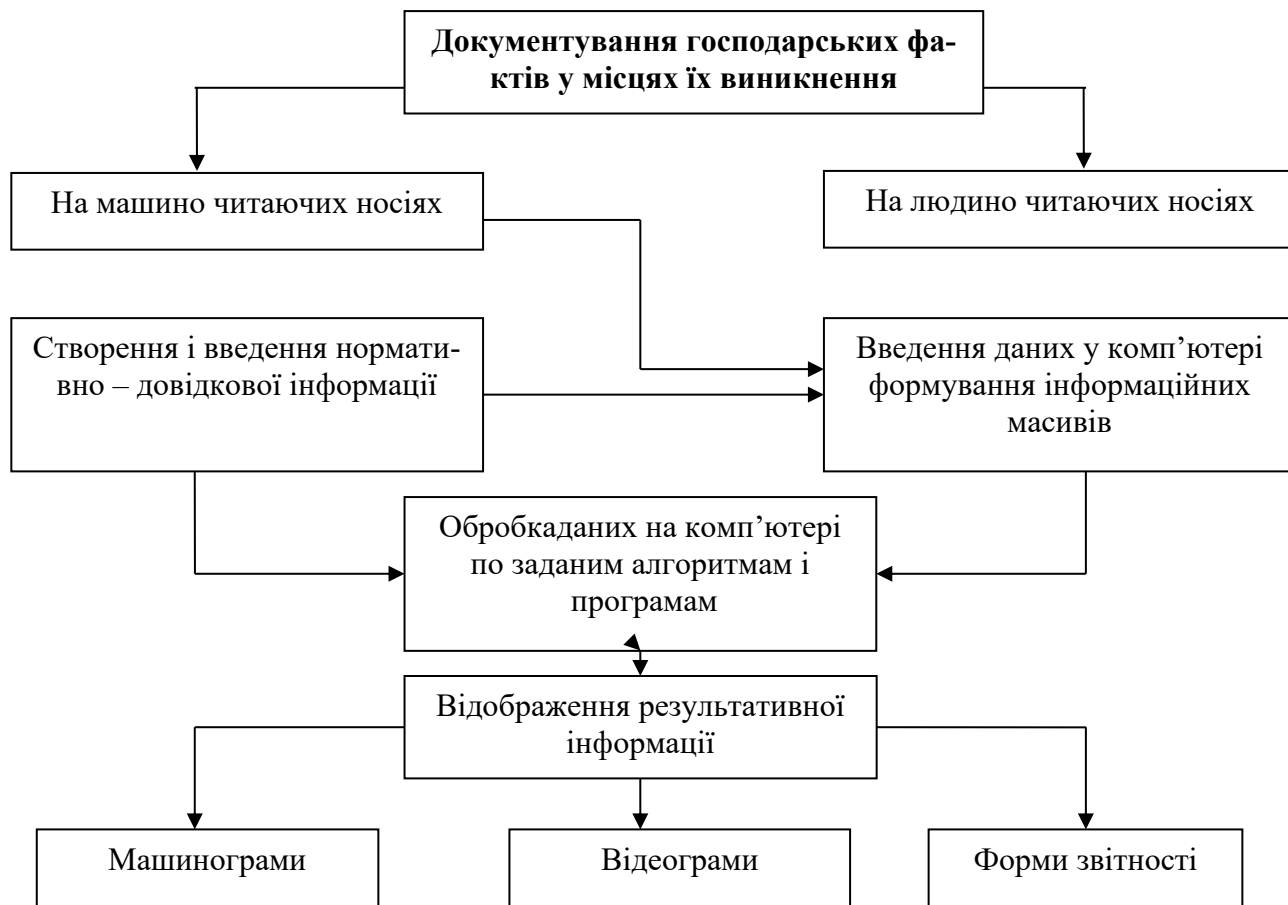 Документування господарських фа-
ктів у місцях їх виникнення
На машино читаючих носіях
На людино читаючих носіях
Створення і введення нормати-
вно – довідкової інформації
Введення даних у комп’ютері
формування інформаційних
масивів
Обробкаданих на комп’ютері
по заданим алгоритмам і
програмам
Відображення результативної
інформації
Машинограми
Відеограми
Форми звітності